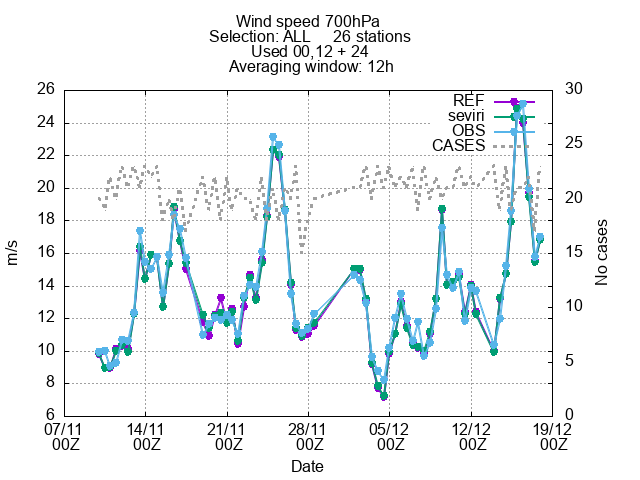 Wind speed 700hPa
Selection: ALL 26 stations
Used 00,12 + 24
Averaging window: 12h
REF
seviri
OBS
CASES
26
24
22
20
18
16
14
12
10
8
6
m/s
30
25
20
15
10
5
0
No cases
07/11 14/11 21/11 28/11 05/12 12/12 19/12
00Z 00Z 00Z 00Z 00Z 00Z 00Z
Date